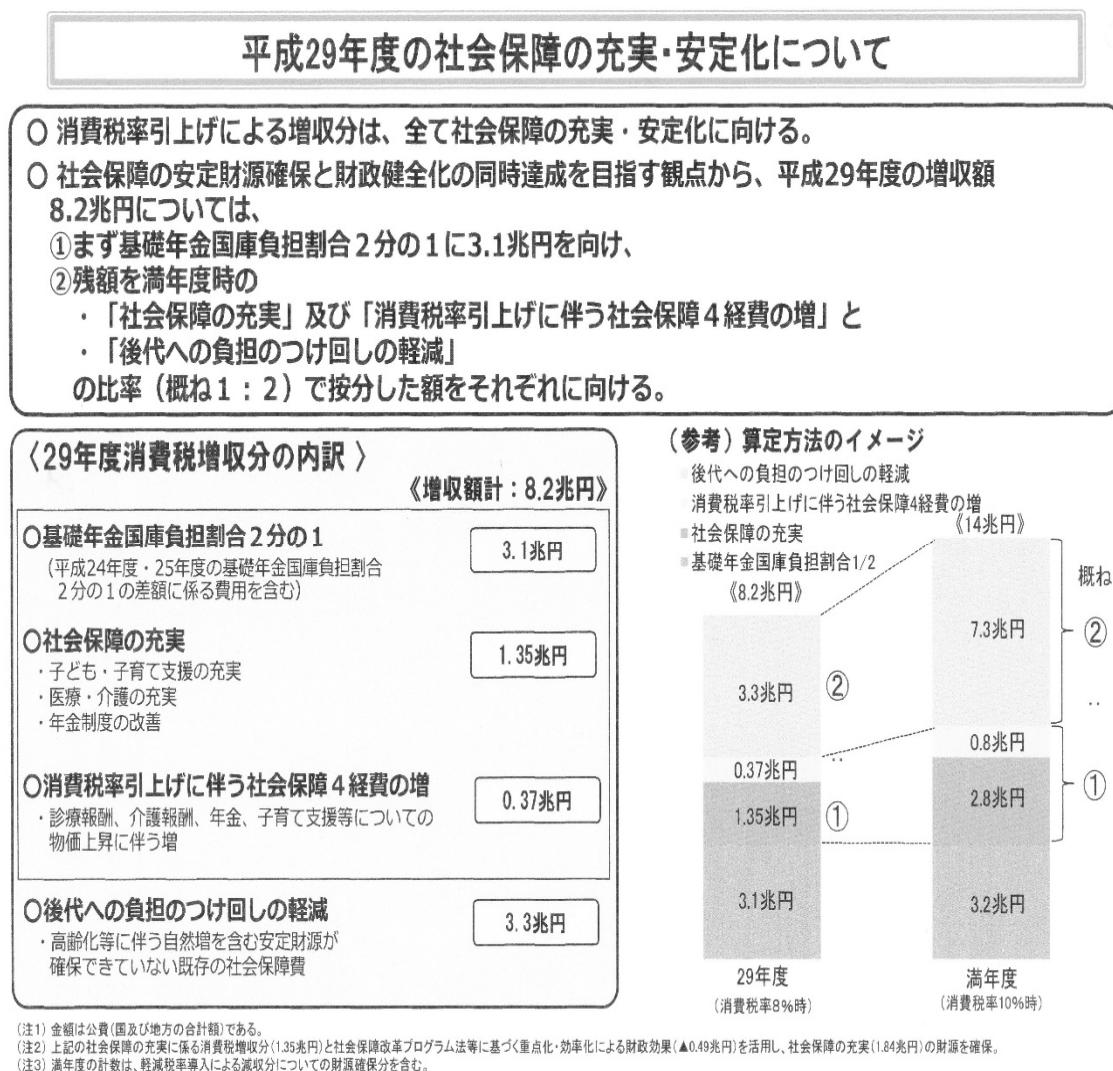 平成29年度の社会保障の充実･安定化について
○ 消費税率引上げによる増収分は、全て社会保障の充実・安定化に向ける。
○ 社会保障の安定財源確保と財政健全化の同時達成を目指す観点から、平成29年度の増収額
8.2兆円については、
①まず基礎年金国庫負担割合２分の１に3.1兆円を向け、
②残額を満年度時の
・「社会保障の充実」及び「消費税率引上げに伴う社会保障４経費の増」と
・「後代への負担のつけ回しの軽減」
の比率（概ね１：２）で按分した額をそれぞれに向ける。
〈29年度消費税増収分の内訳 〉
《増収額計：8.2兆円》
○基礎年金国庫負担割合２分の１
3.1兆円
（平成24年度・25年度の基礎年金国庫負担割合
２分の１の差額に係る費用を含む）
○社会保障の充実
1.35兆円
・子ども・子育て支援の充実
・医療・介護の充実
・年金制度の改善
○消費税率引上げに伴う社会保障４経費の増
0.37兆円
・診療報酬、介護報酬、年金、子育て支援等についての
物価上昇に伴う増
○後代への負担のつけ回しの軽減
3.3兆円
・高齢化等に伴う自然増を含む安定財源が
確保できていない既存の社会保障費
（参考）算定方法のイメージ
後代への負担のつけ回しの軽減
消費税率引上げに伴う社会保障4経費の増
社会保障の充実
基礎年金国庫負担割合1/2
《8.2兆円》
3.3兆円
②
0.37兆円
‥
1.35兆円
①
3.1兆円
29年度
（消費税率8%時）
《14兆円》
7.3兆円
0.8兆円
2.8兆円
3.2兆円
満年度
（消費税率10%時）
概ね
②
‥
①
（注1） 金額は公費（国及び地方の合計額）である。
（注2） 上記の社会保障の充実に係る消費税増収分（1.35兆円）と社会保障改革プログラム法等に基づく重点化・効率化による財政効果（▲0.49兆円）を活用し、社会保障の充実（1.84兆円）の財源を確保。
（注3） 満年度の計数は、軽減税率導入による減収分についての財源確保分を含む。